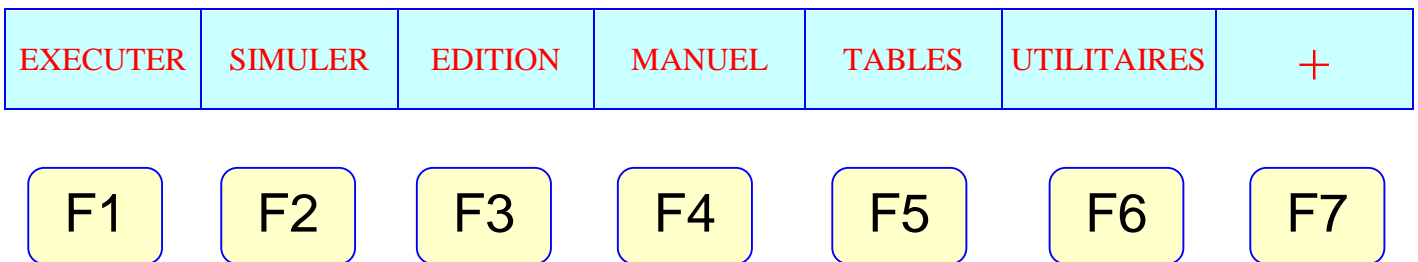 EXECUTER SIMULER EDITION MANUEL TABLES UTILITAIRES +
F1 F2 F3 F4 F5 F6 F7